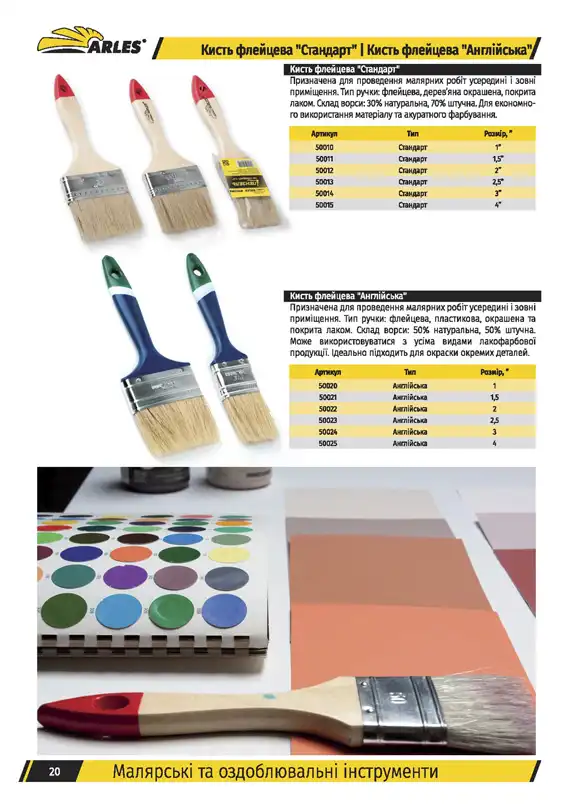 ARLES
Кисть флейцева "Стандарт" | Кисть флейцева "Англійська"
Кисть флейцева "Стандарт"
Призначена для проведення малярних робіт усередині і зовні
приміщення. Тип ручки: флейцева, дерев'яна окрашена, покрита
лаком. Склад ворси: 30% натуральна, 70% штучна. Для економно-
го використання матеріалу та акуратного фарбування.
Артикул Тип Розмір, ″
50010 Стандарт 1"
50011 Стандарт 1,5"
50012 Стандарт 2"
50013 Стандарт 2,5"
50014 Стандарт 3"
50015 Стандарт 4"
Кисть флейцева "Англійська"
Призначена для проведення малярних робіт усередині і зовні
приміщення. Тип ручки: флейцева, пластикова, окрашена та
покрита лаком. Склад ворси: 50% натуральна, 50% штучна.
Може використовуватися з усіма видами лакофарбової
продукції. Ідеально підходить для окраски окремих деталей.
Артикул Тип Розмір, ″
50020 Англійська 1
50021 Англійська 1,5
50022 Англійська 2
50023 Англійська 2,5
50024 Англійська 3
50025 Англійська 4
50
20 Малярські та оздоблювальні інструменти